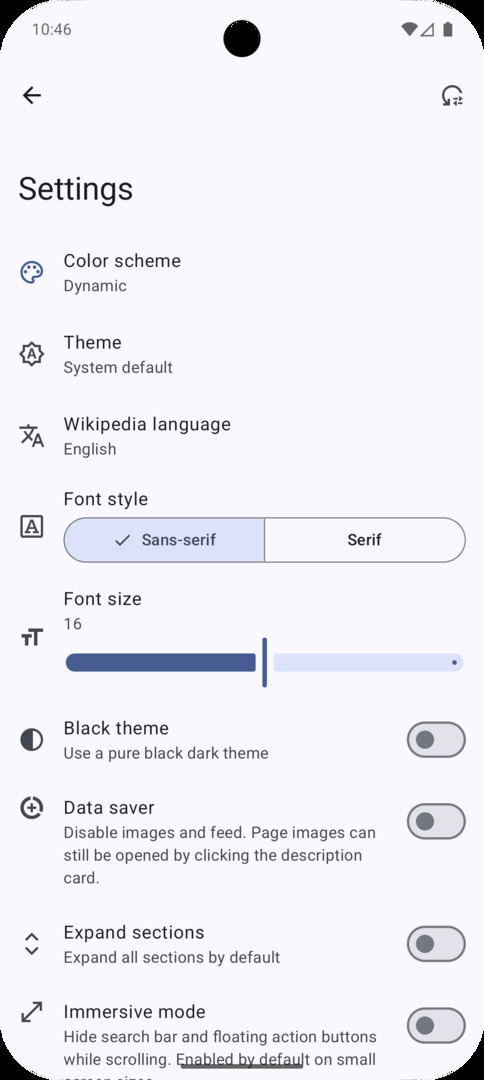 10:46
Settings
Color scheme
Dynamic
Theme
System default
Wikipedia language
English
Font style
Sans-serif
Serif
Font size
16
Black theme
Use a pure black dark theme
Data saver
Disable images and feed. Page images can
still be opened by clicking the description
card.
Expand sections
Expand all sections by default
Immersive mode
Hide search bar and floating action buttons
while scrolling. Enabled by default on small